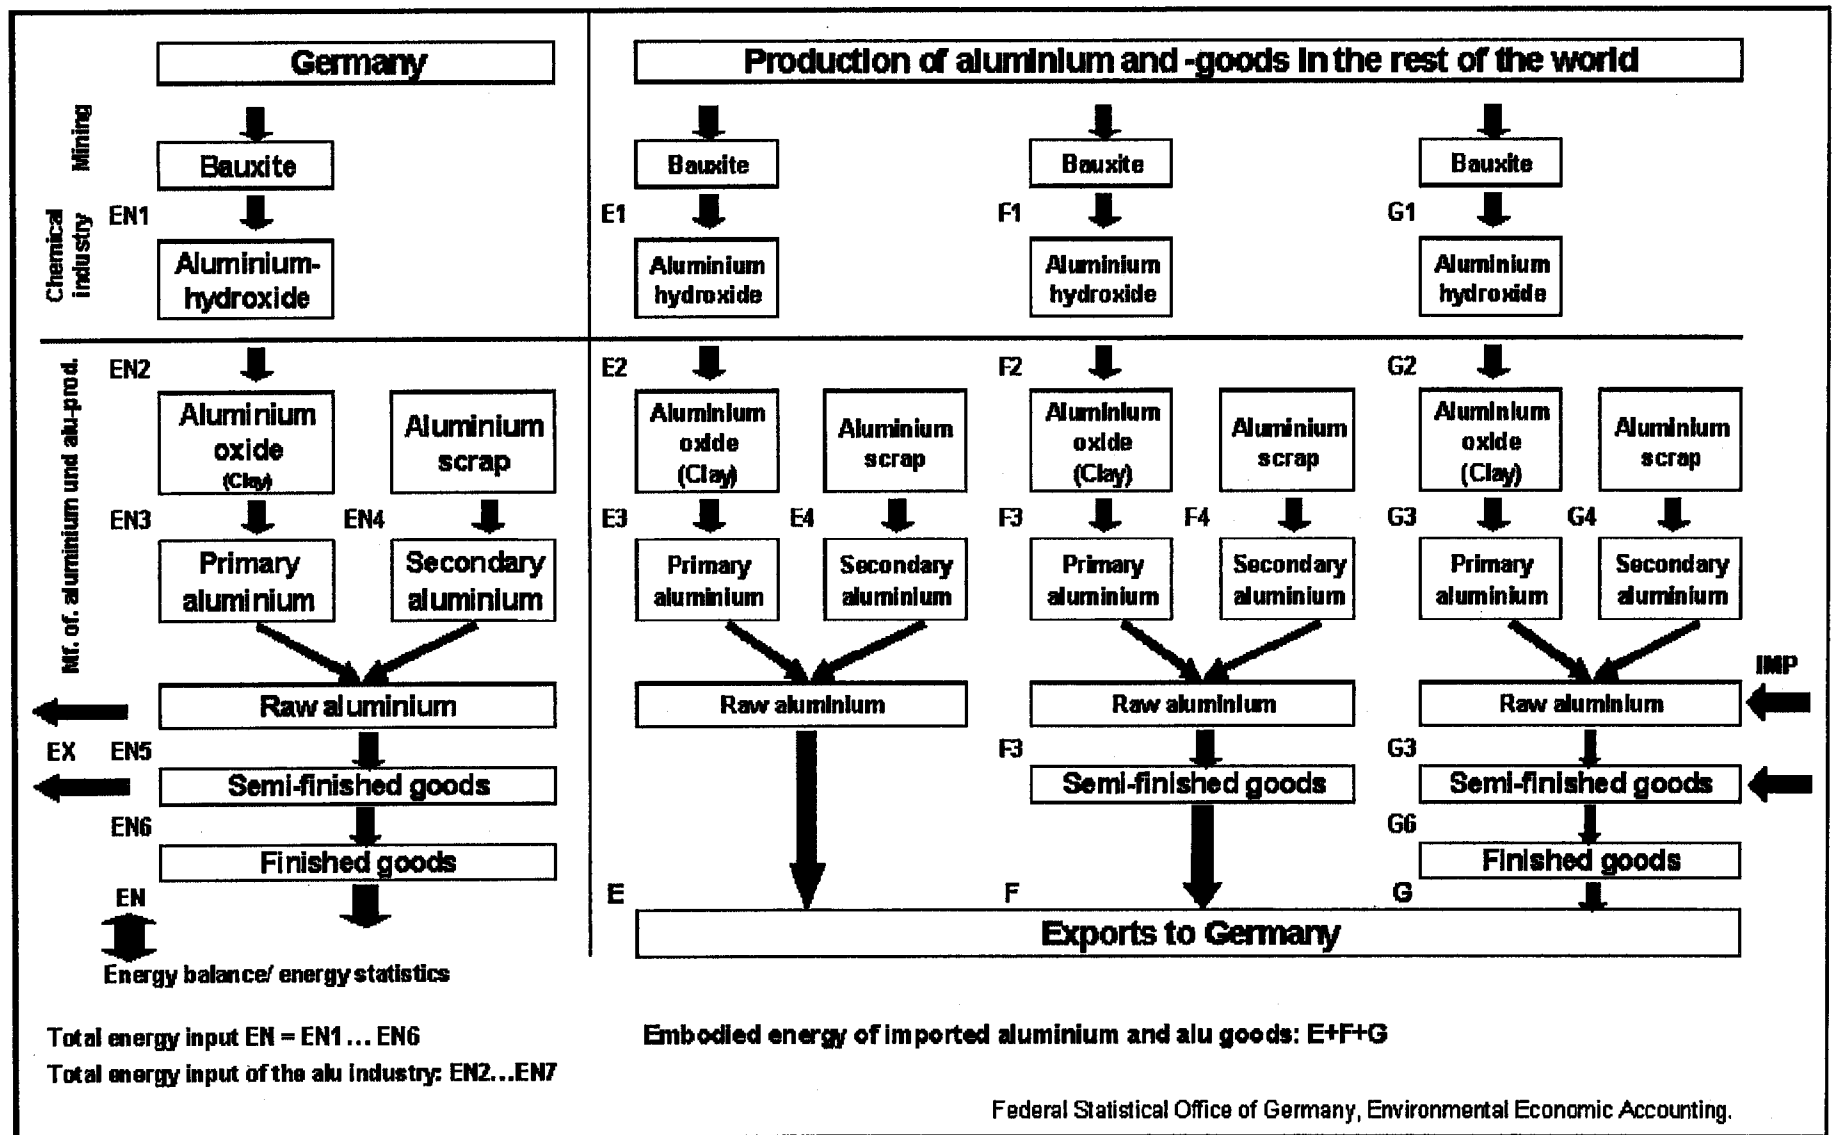 Germany
Production of aluminium and -goods in the rest of the world
Mining
Bauxite
Bauxite
Bauxite
Bauxite
Chemical
industry
EN1
E1
F1
G1
Aluminium-
hydroxide
Aluminium
hydroxide
Aluminium
hydroxide
Aluminium
hydroxide
Mf. of. aluminium und alu-prod.
EN2
E2
F2
G2
Aluminium
oxide
(Clay)
Aluminium
scrap
Aluminium
oxide
(Clay)
Aluminium
scrap
Aluminium
oxide
(Clay)
Aluminium
scrap
Aluminium
oxide
(Clay)
Aluminium
scrap
EN3
EN4
E3
E4
F3
F4
G3
G4
Primary
aluminium
Secondary
aluminium
Primary
aluminium
Secondary
aluminium
Primary
aluminium
Secondary
aluminium
Primary
aluminium
Secondary
aluminium
IMP
Raw aluminium
Raw aluminium
Raw aluminium
Raw aluminium
EX
EN5
F3
G3
Semi-finished goods
Semi-finished goods
Semi-finished goods
EN6
G6
Finished goods
Finished goods
EN
E
F
G
Exports to Germany
Energy balance/ energy statistics
Total energy input EN = EN1 ... EN6
Embodied energy of imported aluminium and alu goods: E+F+G
Total energy input of the alu industry: EN2...EN7
Federal Statistical Office of Germany, Environmental Economic Accounting.